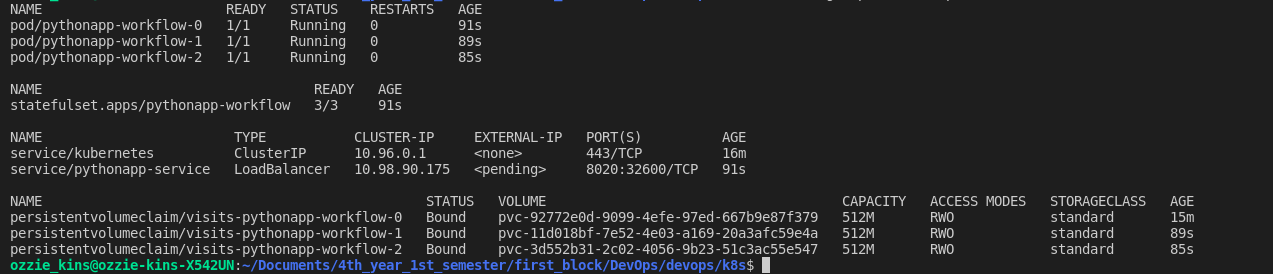 NAME                       READY   STATUS    RESTARTS   AGE
pod/pythonapp-workflow-0   1/1     Running   0          91s
pod/pythonapp-workflow-1   1/1     Running   0          89s
pod/pythonapp-workflow-2   1/1     Running   0          85s
NAME                                  READY   AGE
statefulset.apps/pythonapp-workflow   3/3     91s
NAME                        TYPE           CLUSTER-IP      EXTERNAL-IP   PORT(S)          AGE
service/kubernetes          ClusterIP      10.96.0.1       <none>        443/TCP          16m
service/pythonapp-service   LoadBalancer   10.98.90.175    <pending>     8020:32600/TCP   91s
NAME                                                STATUS   VOLUME                                     CAPACITY   ACCESS MODES   STORAGECLASS   AGE
persistentvolumeclaim/visits-pythonapp-workflow-0   Bound    pvc-92772e0d-9099-4efe-97ed-667b9e87f379   512M       RWO            standard       15m
persistentvolumeclaim/visits-pythonapp-workflow-1   Bound    pvc-11d018bf-7e52-4e03-a169-20a3afc59e4a   512M       RWO            standard       89s
persistentvolumeclaim/visits-pythonapp-workflow-2   Bound    pvc-3d552b31-2c02-4056-9b23-51c3ac55e547   512M       RWO            standard       85s
ozzie_kins@ozzie-kins-X542UN:~/Documents/4th_year_1st_semester/first_block/DevOps/devops/k8s$